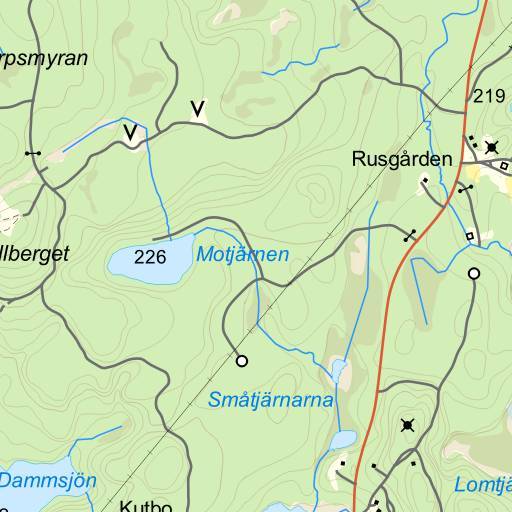 rpsmyran
219
Rusgården
llberget
226
Motjärnen
Småtjärnarna
Dammsjön
Lomtjä
Kutbo